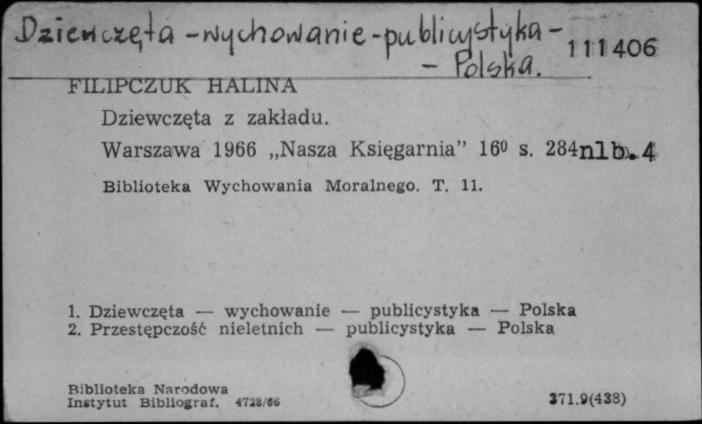 Dziewczęta - wychowanie - publicystyka -
- Polska.
111406
FILIPCZUK HALINA
Dziewczęta z zakładu.
Warszawa 1966 „Nasza Księgarnia” 16⁰ s. 284nlb.4
Biblioteka Wychowania Moralnego. T. 11.
1. Dziewczęta — wychowanie — publicystyka — Polska
2. Przestępczość nieletnich — publicystyka — Polska
Biblioteka Narodowa
Instytut Bibliograf. 4728/66
371.9(438)